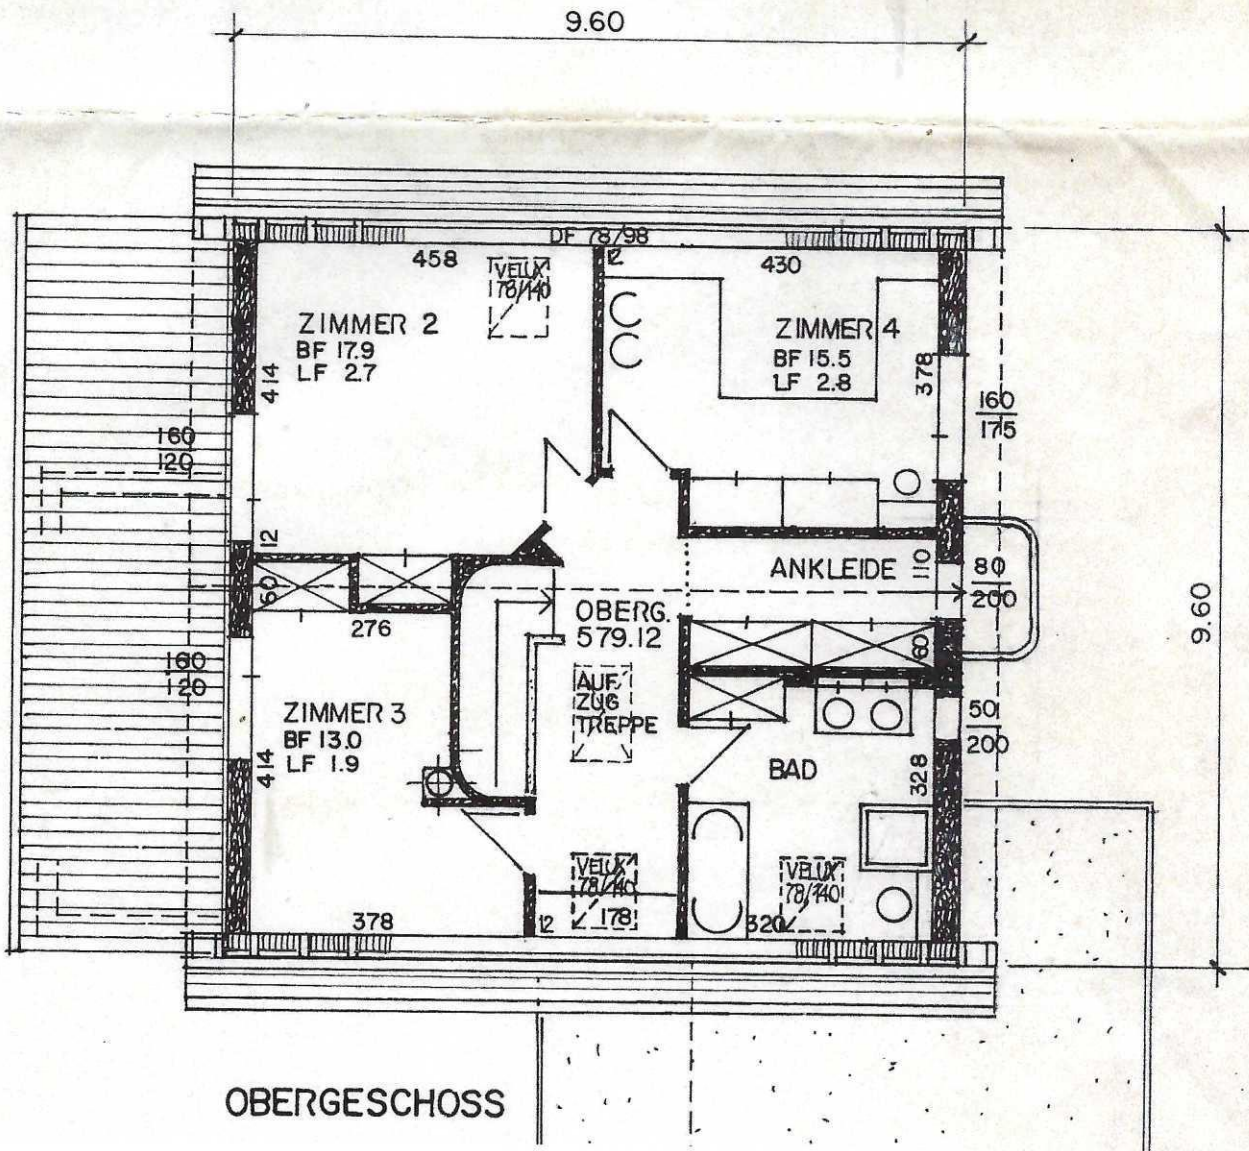 9.60
DF 78/98
458
VELUX
78/140
12
430
ZIMMER 2
BF 17.9
LF 2.7
ZIMMER 4
BF 15.5
LF 2.8
414
378
160
175
160
120
12
60
276
ANKLEIDE
110
80
200
9.60
OBERG.
579.12
60
160
120
AUF
ZUG
TREPPE
ZIMMER 3
BF 13.0
LF 1.9
414
50
200
BAD
328
VELUX
78/140
178
VELUX
78/140
378
12
320
OBERGESCHOSS